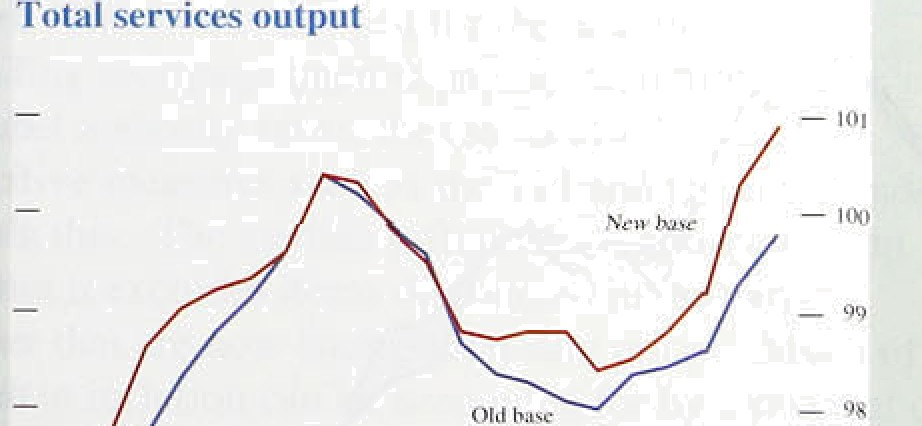 Total services output
101
New base
100
99
Old base
98